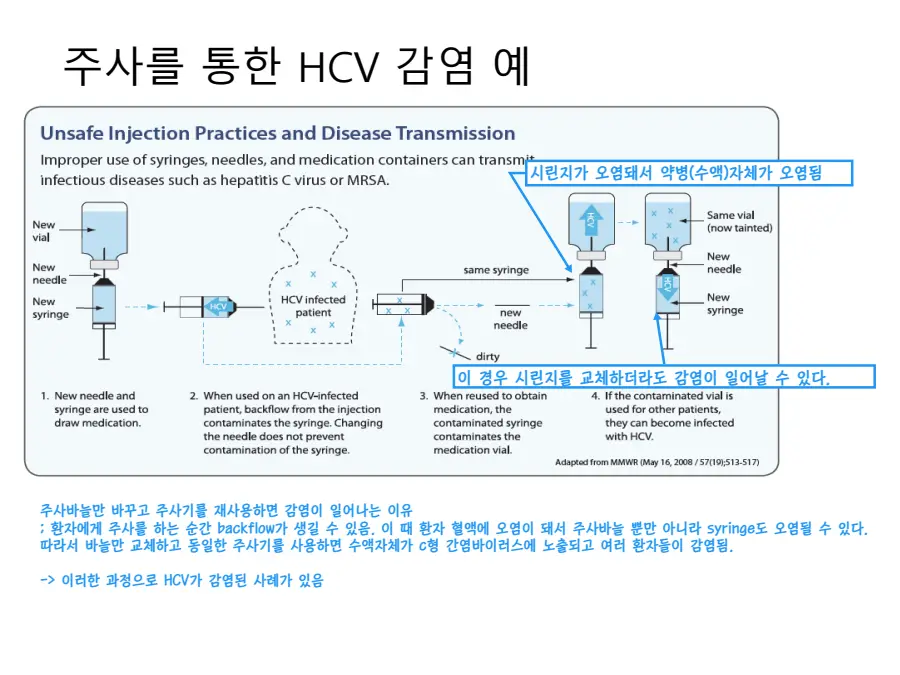 주사를 통한 HCV 감염 예
Unsafe Injection Practices and Disease Transmission
Improper use of syringes, needles, and medication containers can transmit
infectious diseases such as hepatitis C virus or MRSA.
시린지가 오염돼서 약병(수액)자체가 오염됨
New
vial
New
needle
New
syringe
HCV
HCV infected
patient
same syringe
new
needle
dirty
HCV
Same vial
(now tainted)
New
needle
New
syringe
HCV
이 경우 시린지를 교체하더라도 감염이 일어날 수 있다.
1. New needle and
syringe are used to
draw medication.
2. When used on an HCV-infected
patient, backflow from the injection
contaminates the syringe. Changing
the needle does not prevent
contamination of the syringe.
3. When reused to obtain
medication, the
contaminated syringe
contaminates the
medication vial.
4. If the contaminated vial is
used for other patients,
they can become infected
with HCV.
Adapted from MMWR (May 16, 2008 / 57(19);513-517)
주사바늘만 바꾸고 주사기를 재사용하면 감염이 일어나는 이유
; 환자에게 주사를 하는 순간 backflow가 생길 수 있음. 이 때 환자 혈액에 오염이 돼서 주사바늘 뿐만 아니라 syringe도 오염될 수 있다.
따라서 바늘만 교체하고 동일한 주사기를 사용하면 수액자체가 c형 간염바이러스에 노출되고 여러 환자들이 감염됨.
-> 이러한 과정으로 HCV가 감염된 사례가 있음